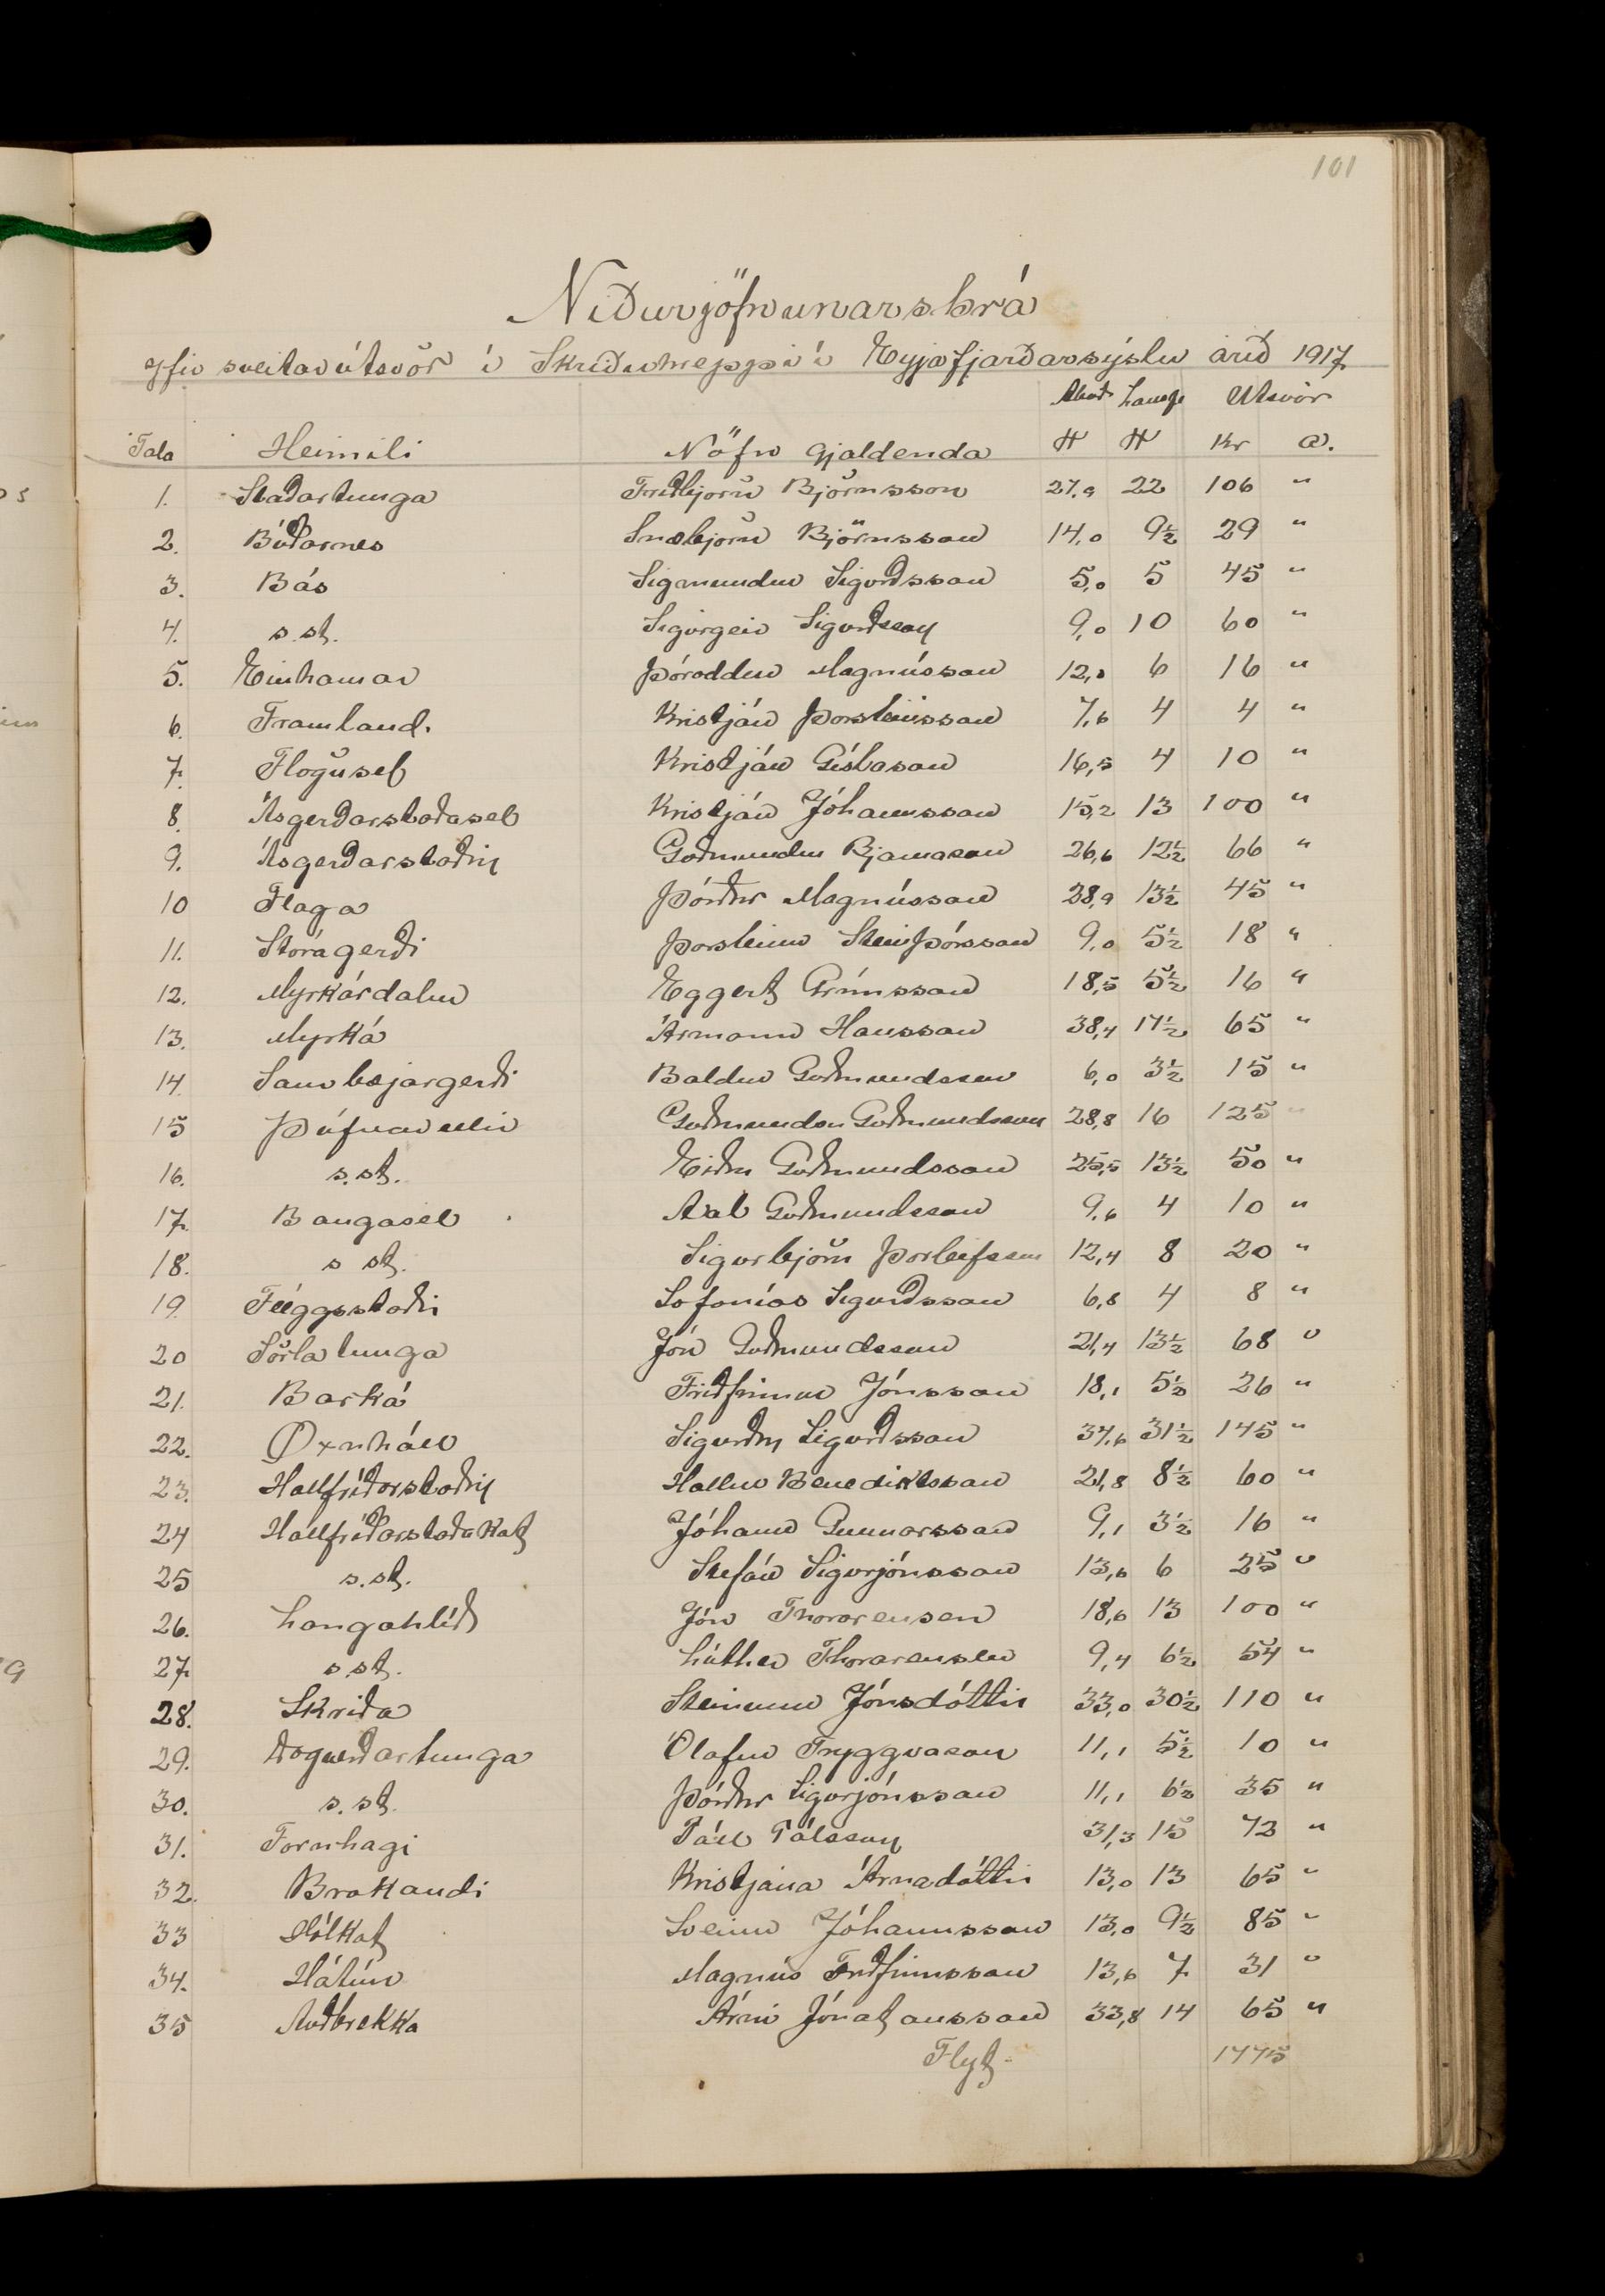 101
Niðurjöfnunarskrá
yfir sveitarútsvör í Skriðuhreppi í Eyjafjarðarsýslu árið 1917
Ábúð Lausafe Útsvör
Tala Heimili Nöfn Gjaldenda H H Kr a.
1. Staðartunga Friðbjörn Björnsson 27,9 22 106 "
2. Búðarnes Snæbjörn Björnsson 14,0 9½ 29 "
3. Bás Sigmundur Sigurðsson 5,0 5 45 "
4. s.st. Sigurgeir Sigurðsson 9,0 10 60 "
5. Einhamar Þóroddur Magnússon 12,0 6 16 "
6. Framland. Kristján Þorsteinsson 7,6 4 4 "
7. Flögusel Kristján Gíslason 16,5 4 10 "
8. Ásgerðarstaðasel Kristján Jóhannsson 15,2 13 100 "
9. Ásgerðarstaðir Guðmundur Bjarnason 26,6 12½ 66 "
10 Flaga Þórður Magnússon 28,9 13½ 45 "
11. Stóragerði Þorsteinn Steinþórsson 9,0 5½ 18 "
12. Myrkárdalur Eggert Grímsson 18,5 5½ 16 "
13. Myrká Ármann Hansson 38,4 17½ 65 "
14. Saurbæjargerði Baldur Guðmundsson 6,0 3½ 15 "
15 Þúfnavellir Guðmundur Guðmundsson 28,8 16 125 "
16. s.st. Eiður Guðmundsson 25,5 13½ 50 "
17. Baugasel Aðal Guðmundsson 9,6 4 10 "
18. s st. Sigurbjörn Þorleifsson 12,4 8 20 "
19. Féeggsstaðir Sofonías Sigurðsson 6,8 4 8 "
20 Sörlatunga Jón Guðmundsson 21,4 13½ 68 "
21. Barká Friðfinnur Jónsson 18,1 5½ 26 "
22. Öxnhóll Sigurður Sigurðsson 37,6 31½ 145 "
23. Hallfríðarstaðir Hallur Benediktsson 21,8 8½ 60 "
24 Hallfríðarstaðakot Jóhann Gunnarsson 9,1 3½ 16 "
25 s.st. Stefán Sigurjónsson 13,6 6 25 "
26. Langahlíð Jón Thorarensen 18,6 13 100 "
27. s.st. Lúther Thorarensen 9,4 6½ 54 "
28. Skriða Steinunn Jónsdóttir 33,0 30½ 110 "
29. Dagverðartunga Ólafur Tryggvason 11,1 5½ 10 "
30. s.st. Þórður Sigurjónsson 11,1 6½ 35 "
31. Fornhagi Páll Pálsson 31,3 15 72 "
32. Brakandi Kristjana Árnadóttir 13,0 13 65 "
33 Hólkot Sveinn Jóhannsson 13,0 9½ 85 "
34. Hátún Magnús Friðfinnsson 13,6 7 31 "
35 Auðbrekka Árni Jónatansson 33,8 14 65 "
Flyt 1775